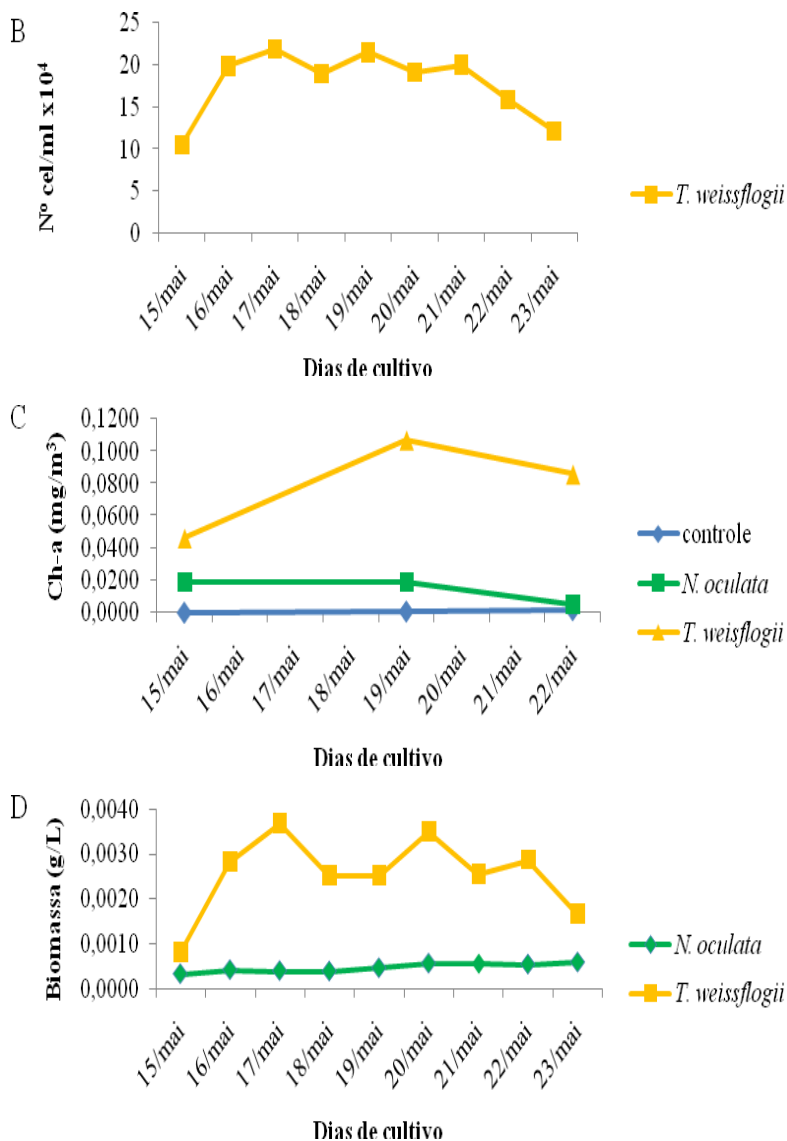 B
Nº cel/ml x10⁴
25
20
15
10
5
0
15/mai
16/mai
17/mai
18/mai
19/mai
20/mai
21/mai
22/mai
23/mai
Dias de cultivo
T. weissflogii
C
Ch-a (mg/m³)
0,1200
0,1000
0,0800
0,0600
0,0400
0,0200
0,0000
15/mai
16/mai
17/mai
18/mai
19/mai
20/mai
21/mai
22/mai
Dias de cultivo
controle
N. oculata
T. weisflogii
D
Biomassa (g/L)
0,0040
0,0030
0,0020
0,0010
0,0000
15/mai
16/mai
17/mai
18/mai
19/mai
20/mai
21/mai
22/mai
23/mai
Dias de cultivo
N. oculata
T. weissflogii